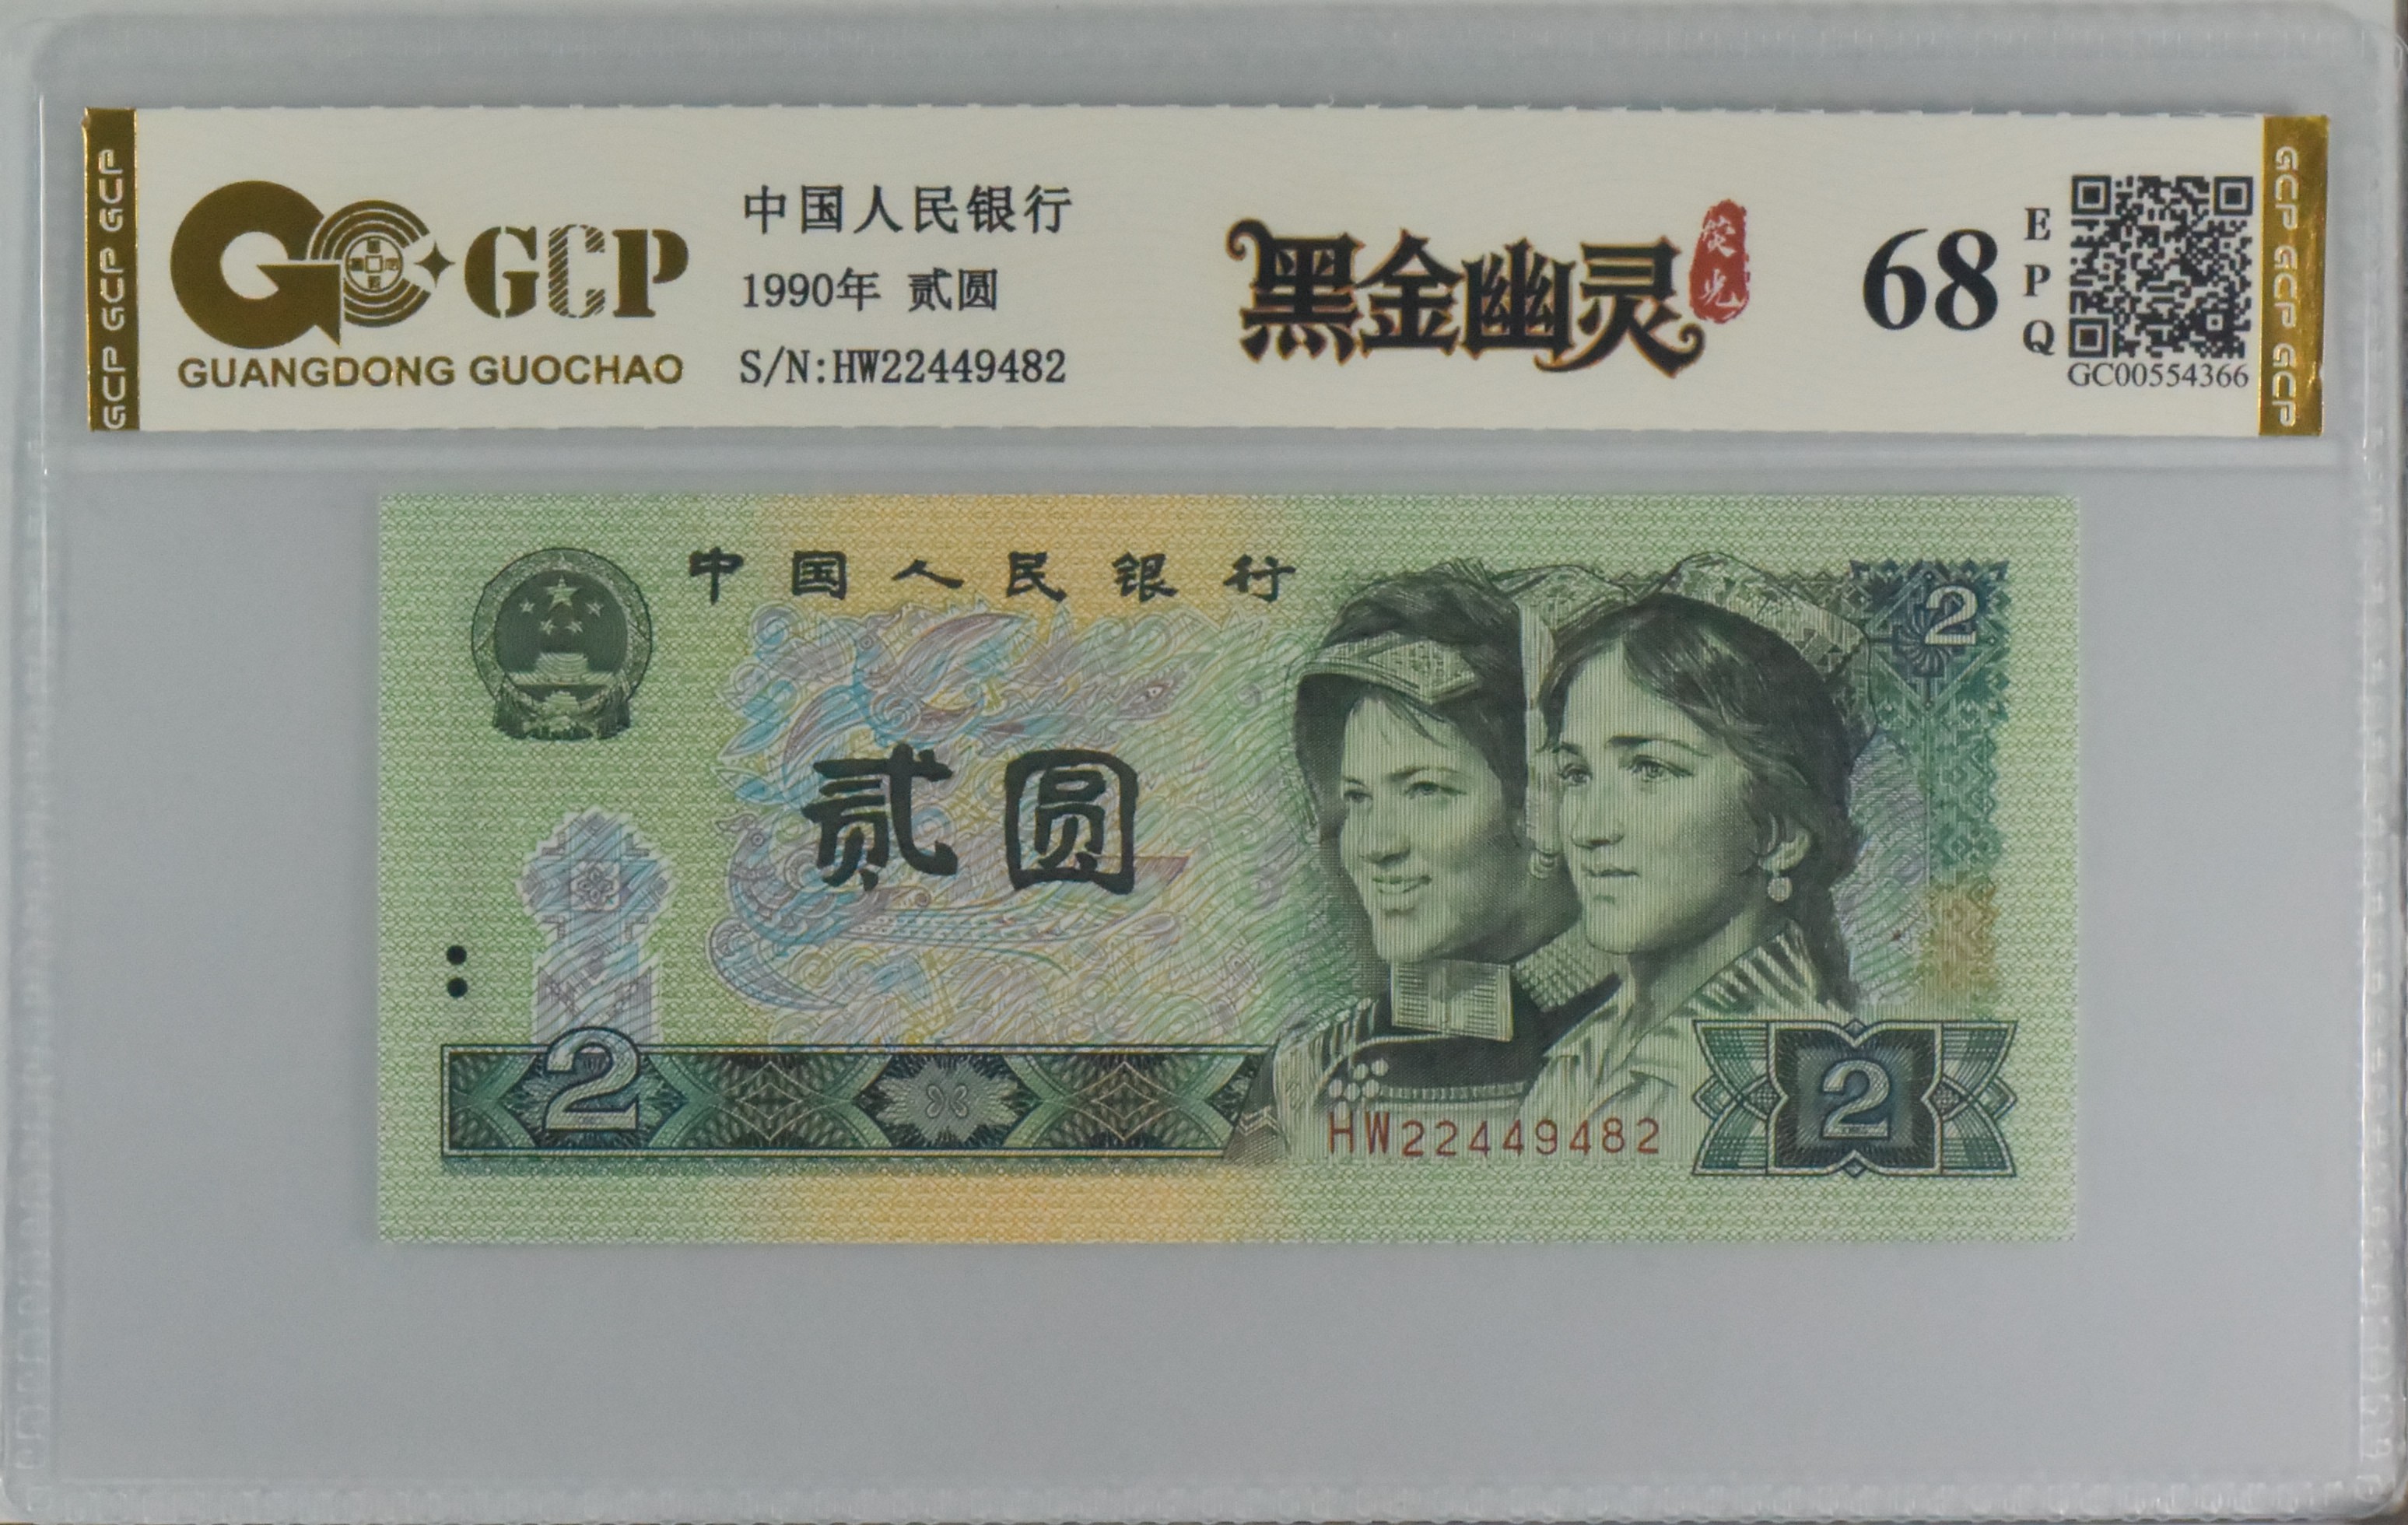 GCP GCP GCP
GCP
GUANGDONG GUOCHAO
中国人民银行
1990年 贰圆
S/N:HW22449482
黑金幽灵
荧光
68
EPQ
GC00554366
GCP GCP GCP
中国人民银行
2
贰圆
2
HW22449482
2